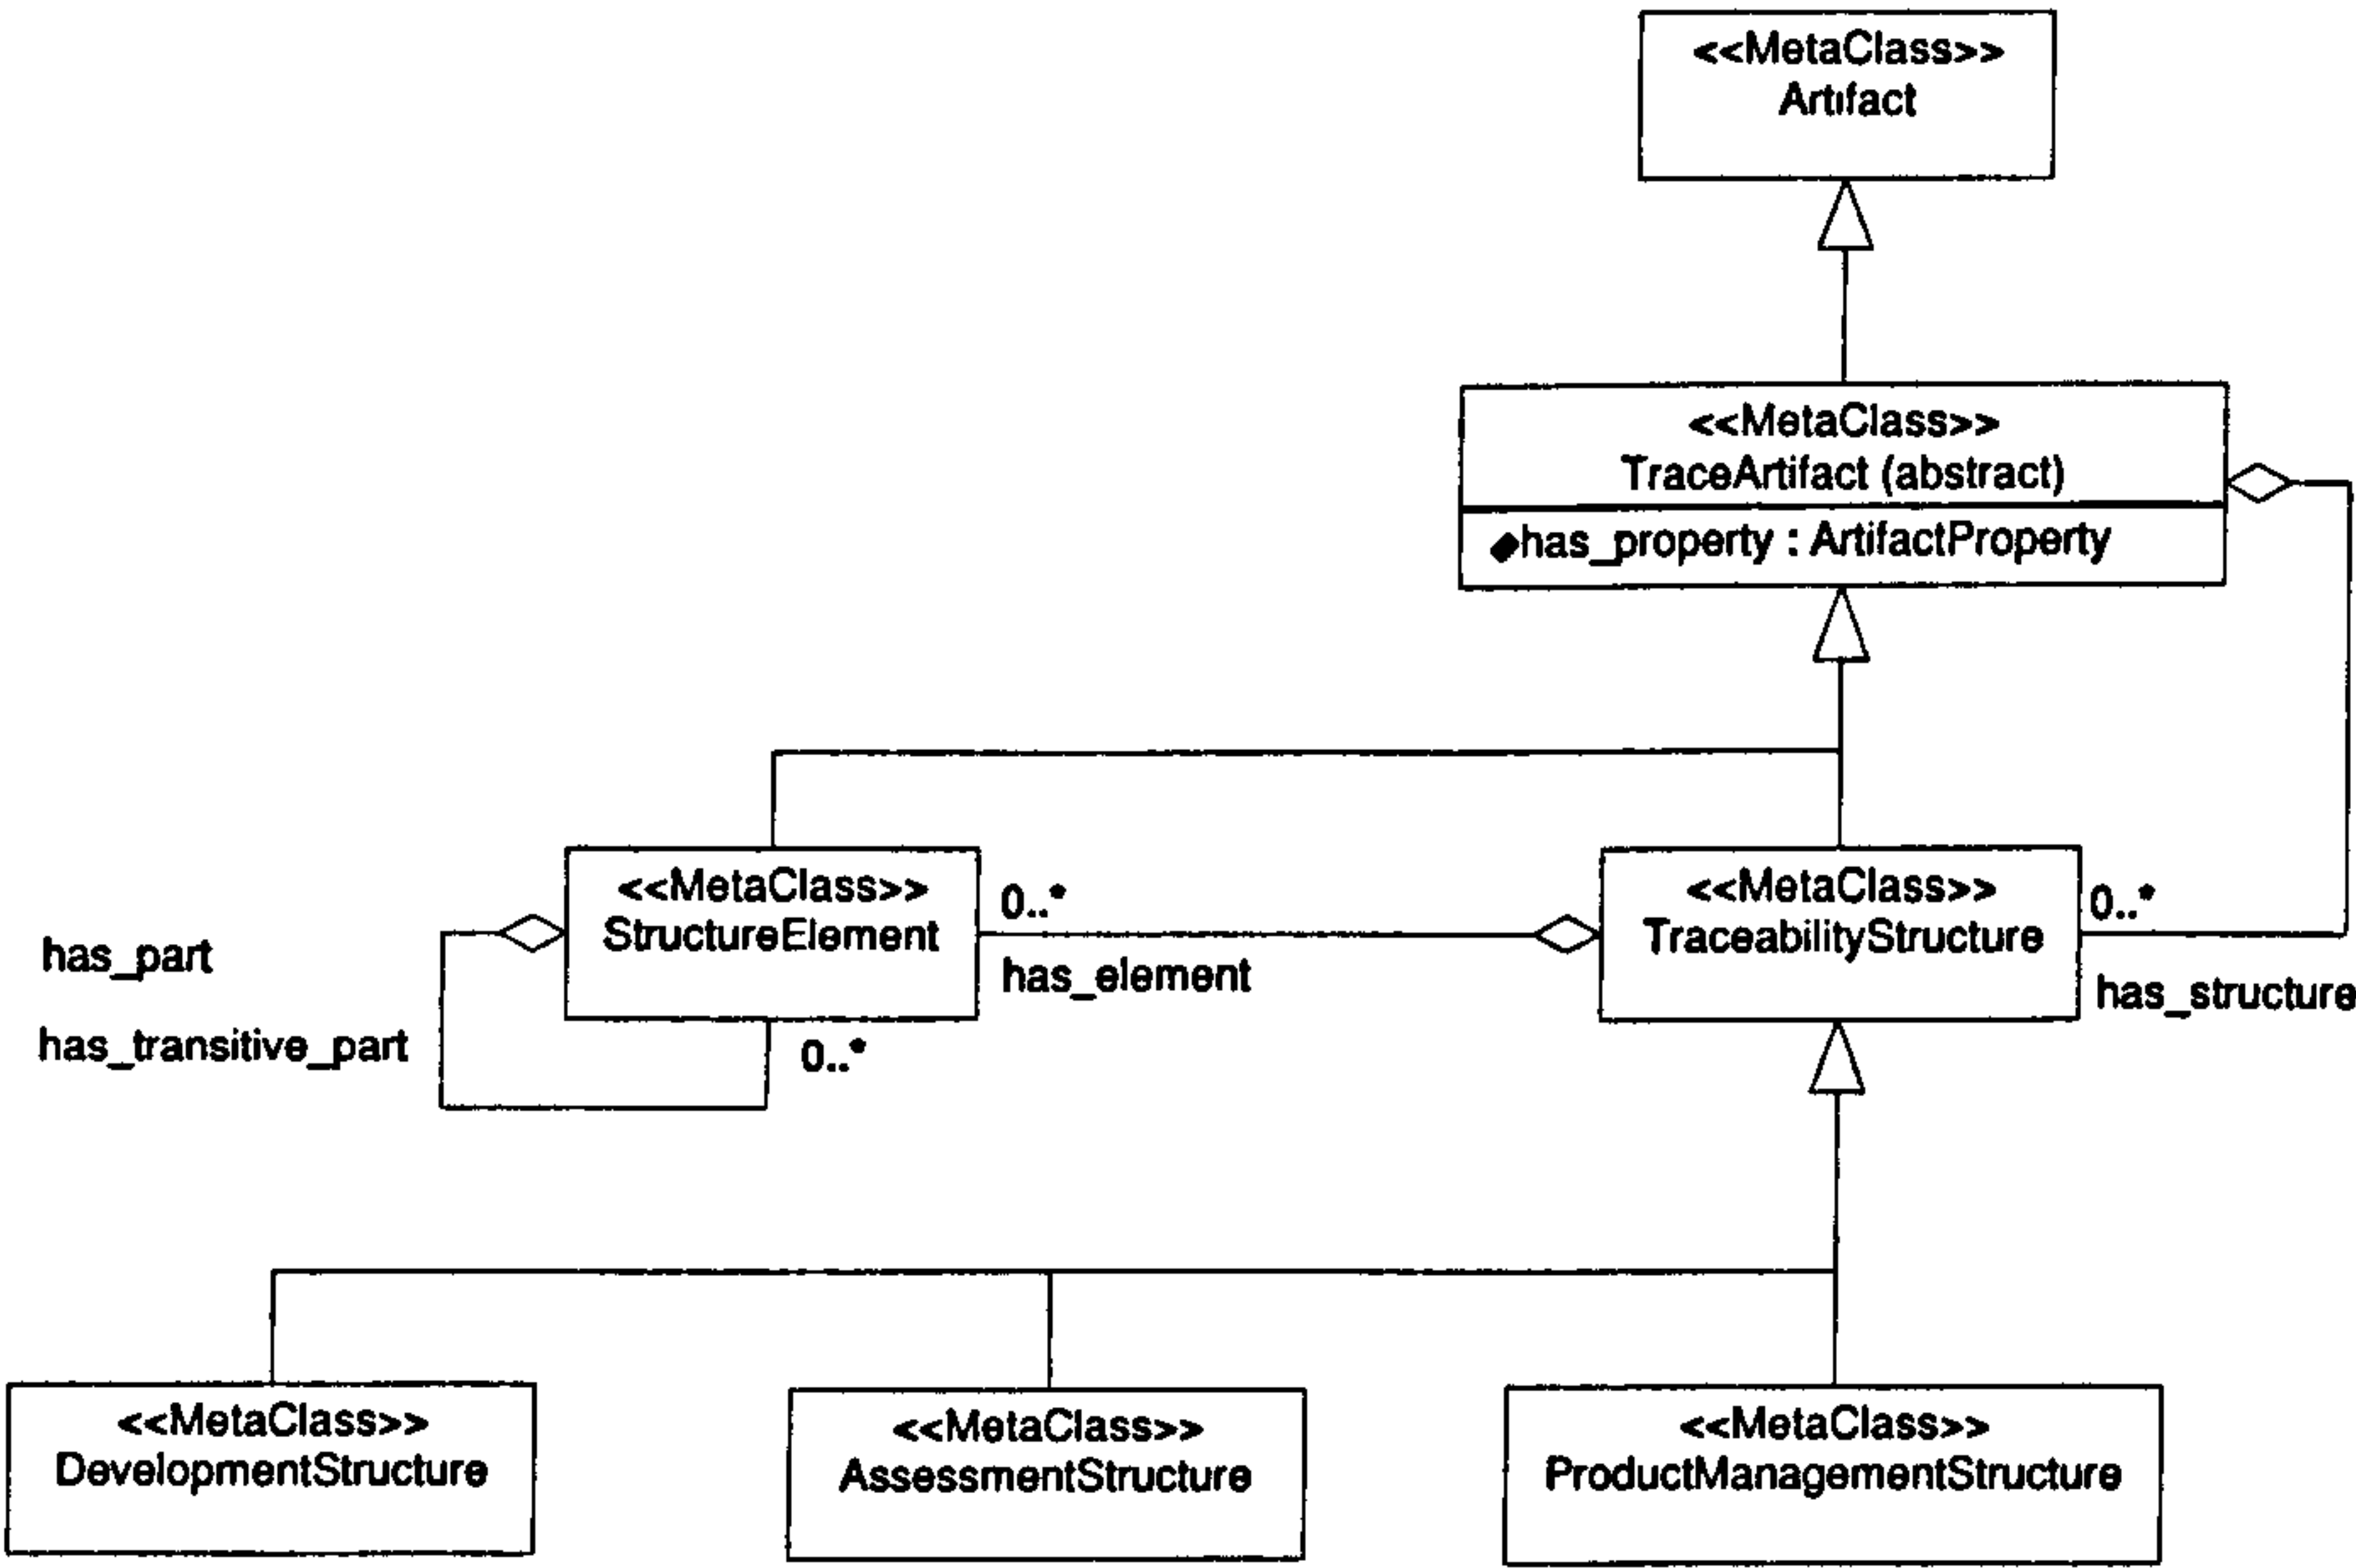 <<MetaClass>>
Artifact
<<MetaClass>>
TraceArtifact (abstract)
has_property : ArtifactProperty
<<MetaClass>>
StructureElement
0..*
has_element
<<MetaClass>>
TraceabilityStructure
0..*
has_structure
has_part
has_transitive_part
0..*
<<MetaClass>>
DevelopmentStructure
<<MetaClass>>
AssessmentStructure
<<MetaClass>>
ProductManagementStructure